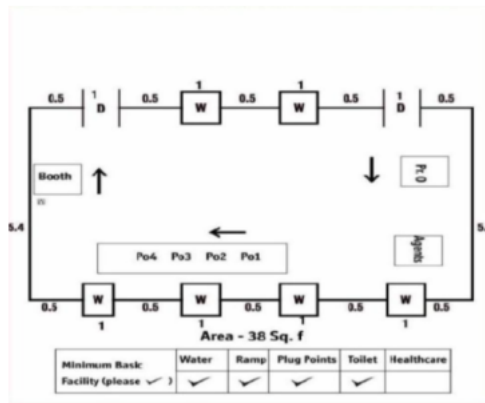 1 1 1 1
0.5 D 0.5 W 0.5 W 0.5 D 0.5
Booth
Pr.O
5.4
Agents
Po4 Po3 Po2 Po1
0.5 W 0.5 W 0.5 W 0.5 W 0.5
1 1 1 1
Area - 38 Sq. f
Minimum Basic Water Ramp Plug Points Toilet Healthcare
Facility (please ✓ ) ✓ ✓ ✓ ✓